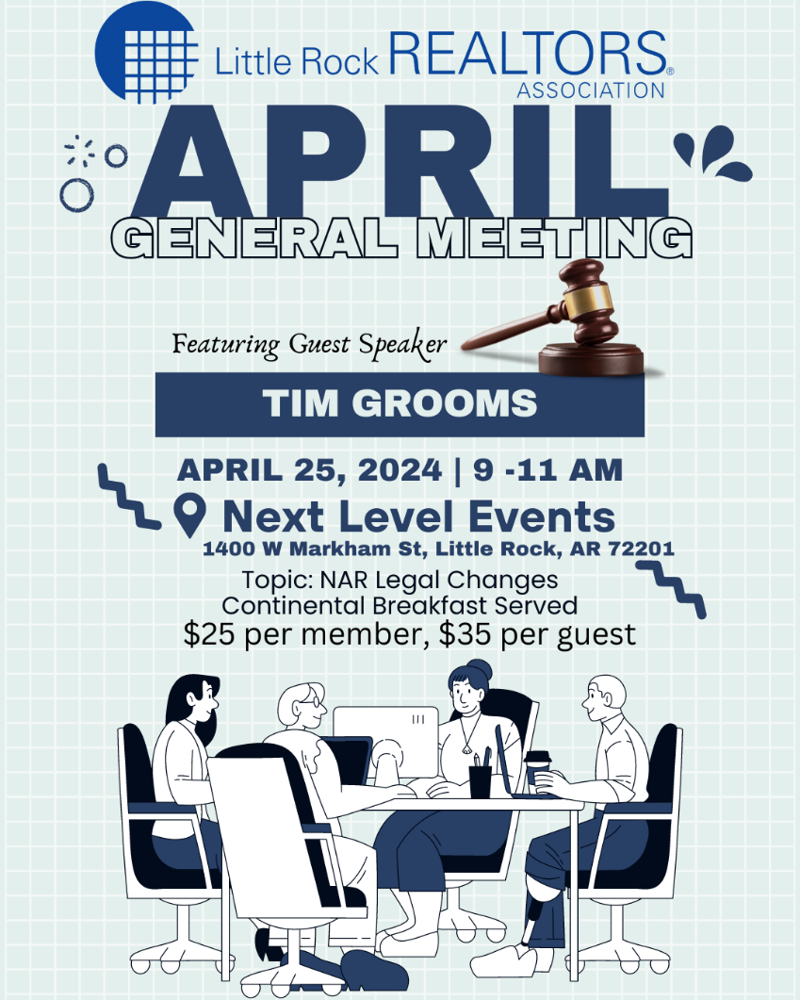 Little Rock REALTORS®
ASSOCIATION
APRIL
GENERAL MEETING
Featuring Guest Speaker
TIM GROOMS
APRIL 25, 2024 | 9 -11 AM
Next Level Events
1400 W Markham St, Little Rock, AR 72201
Topic: NAR Legal Changes
Continental Breakfast Served
$25 per member, $35 per guest